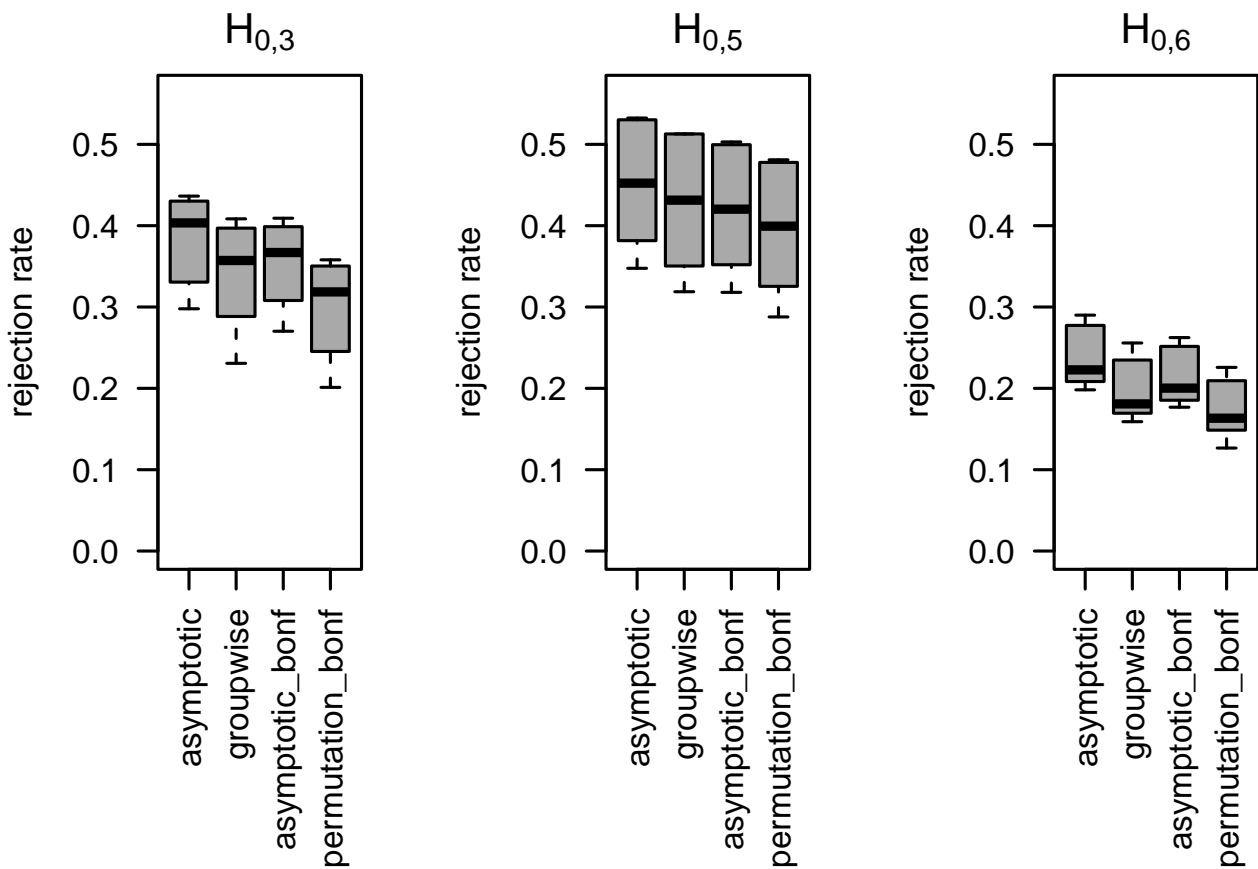 H0,3
rejection rate
0.5
0.4
0.3
0.2
0.1
0.0
asymptotic
groupwise
asymptotic_bonf
permutation_bonf
H0,5
rejection rate
0.5
0.4
0.3
0.2
0.1
0.0
asymptotic
groupwise
asymptotic_bonf
permutation_bonf
H0,6
rejection rate
0.5
0.4
0.3
0.2
0.1
0.0
asymptotic
groupwise
asymptotic_bonf
permutation_bonf